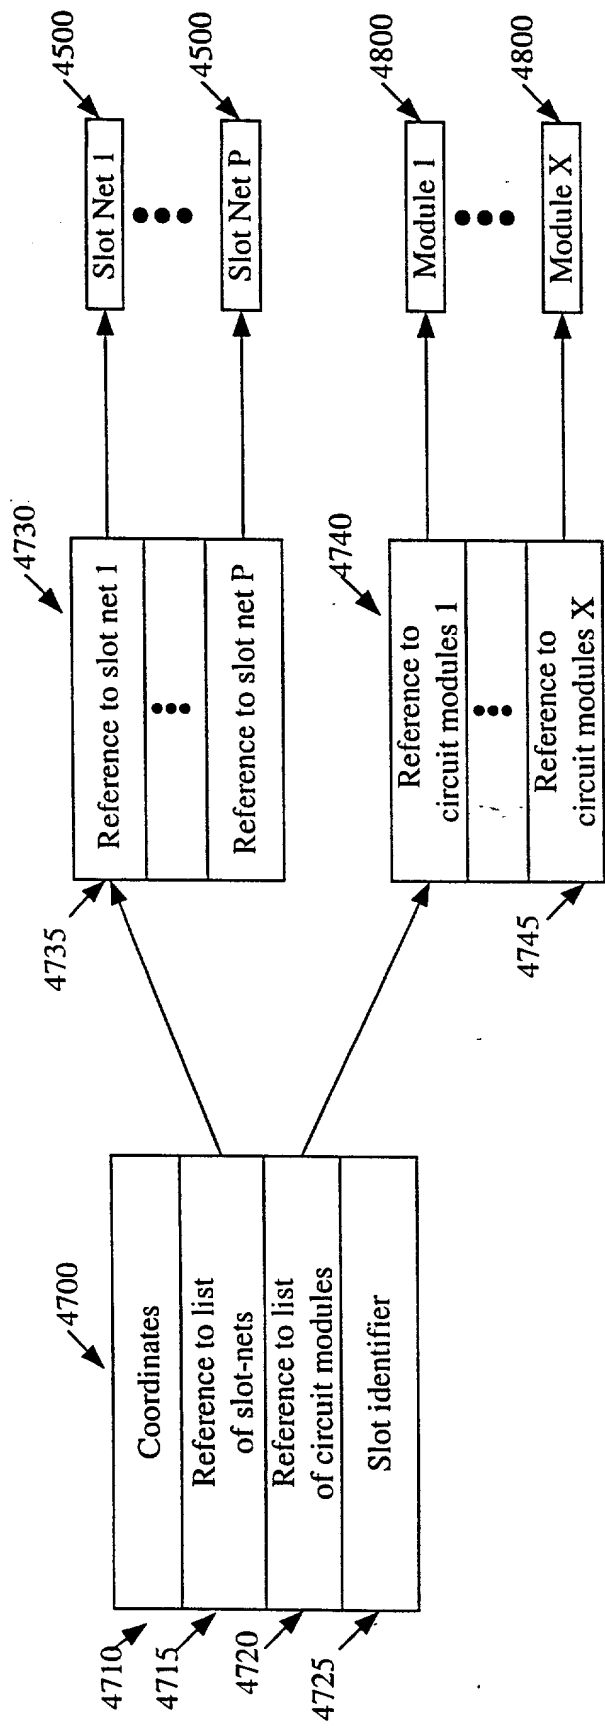 4700
4710
Coordinates
4715
Reference to list
of slot-nets
4720
Reference to list
of circuit modules
4725
Slot identifier
4730
4735
Reference to slot net 1
Reference to slot net P
4740
Reference to
circuit modules 1
Reference to
circuit modules X
4745
4500
Slot Net 1
4500
Slot Net P
4800
Module 1
4800
Module X